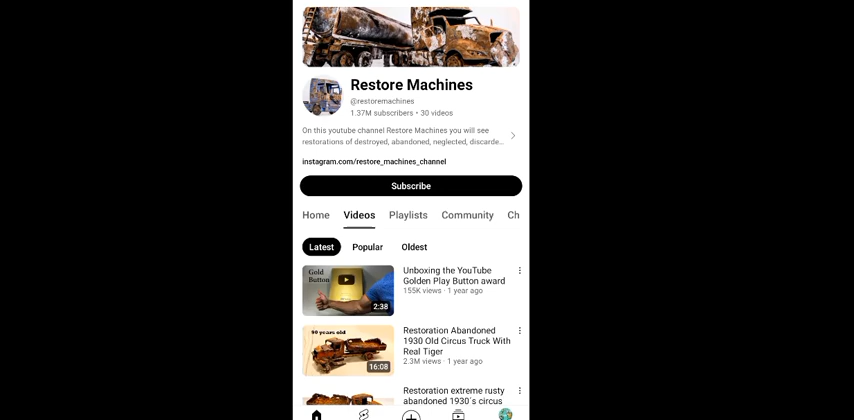 Restore Machines
@restoremachines
1.37M subscribers • 30 videos
On this youtube channel Restore Machines you will see
restorations of destroyed, abandoned, neglected, discarde...
instagram.com/restore_machines_channel
Subscribe
Home Videos Playlists Community Ch
Latest Popular Oldest
Gold
Button
2:38
Unboxing the YouTube
Golden Play Button award
155K views · 1 year ago
90 years old
16:08
Restoration Abandoned
1930 Old Circus Truck With
Real Tiger
2.3M views · 1 year ago
Restoration extreme rusty
abandoned 1930´s circus